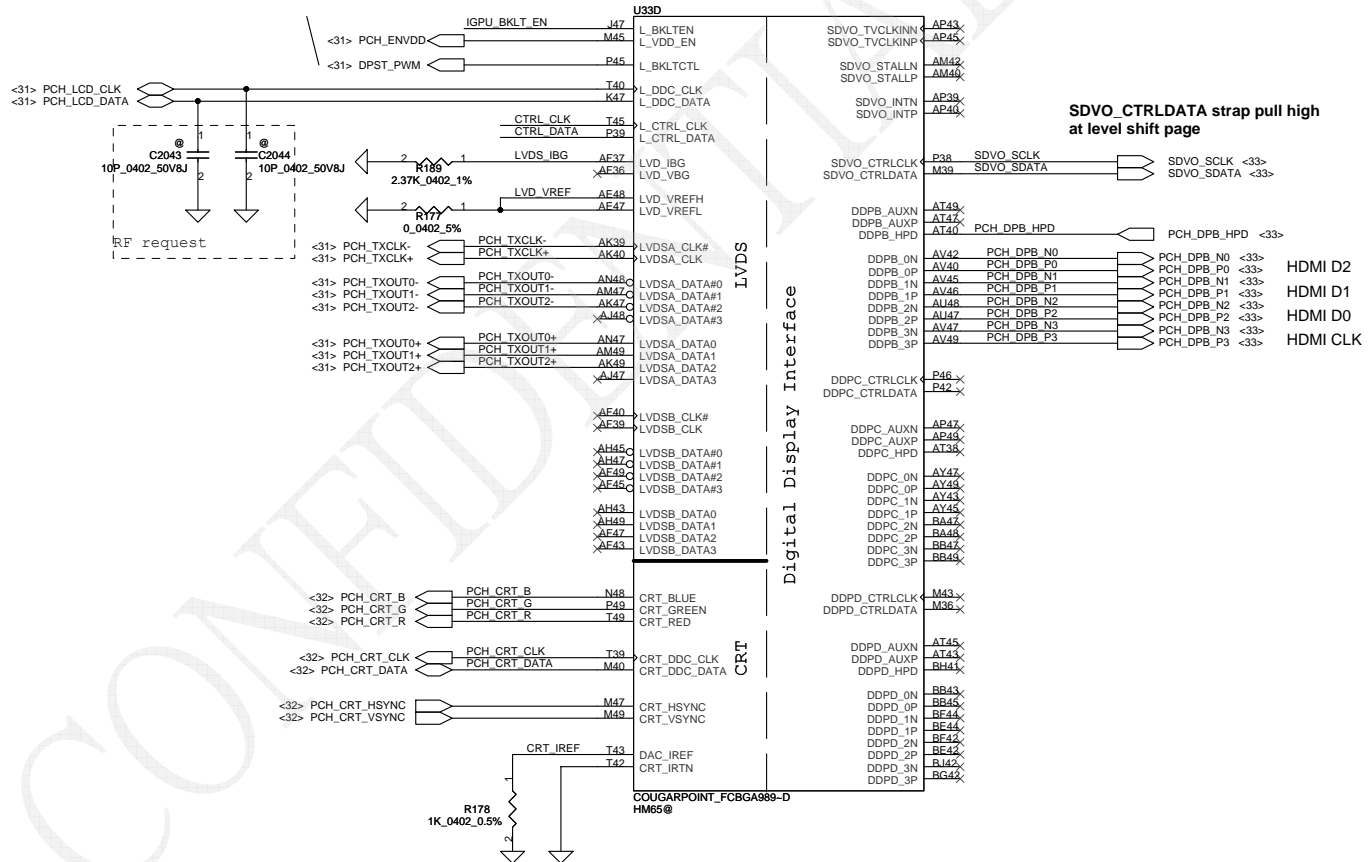 U33D
IGPU_BKLT_EN J47 L_BKLTEN
<31> PCH_ENVDD M45 L_VDD_EN
<31> DPST_PWM P45 L_BKLTCTL
<31> PCH_LCD_CLK T40 L_DDC_CLK
<31> PCH_LCD_DATA K47 L_DDC_DATA
CTRL_CLK T45 L_CTRL_CLK
CTRL_DATA P39 L_CTRL_DATA
@ 1 C2043 10P_0402_50V8J 2
@ 1 C2044 10P_0402_50V8J 2
RF request
2 1 LVDS_IBG AF37 LVD_IBG
R189
2.37K_0402_1%
AF36 LVD_VBG
LVD_VREF AE48 LVD_VREFH
2 1 AE47 LVD_VREFL
R177
0_0402_5%
<31> PCH_TXCLK- PCH_TXCLK- AK39 LVDSA_CLK#
<31> PCH_TXCLK+ PCH_TXCLK+ AK40 LVDSA_CLK
<31> PCH_TXOUT0- PCH_TXOUT0- AN48 LVDSA_DATA#0
<31> PCH_TXOUT1- PCH_TXOUT1- AM47 LVDSA_DATA#1
<31> PCH_TXOUT2- PCH_TXOUT2- AK47 LVDSA_DATA#2
AJ48 LVDSA_DATA#3
<31> PCH_TXOUT0+ PCH_TXOUT0+ AN47 LVDSA_DATA0
<31> PCH_TXOUT1+ PCH_TXOUT1+ AM49 LVDSA_DATA1
<31> PCH_TXOUT2+ PCH_TXOUT2+ AK49 LVDSA_DATA2
AJ47 LVDSA_DATA3
AF40 LVDSB_CLK#
AF39 LVDSB_CLK
AH45 LVDSB_DATA#0
AH47 LVDSB_DATA#1
AF49 LVDSB_DATA#2
AF45 LVDSB_DATA#3
AH43 LVDSB_DATA0
AH49 LVDSB_DATA1
AF47 LVDSB_DATA2
AF43 LVDSB_DATA3
<32> PCH_CRT_B PCH_CRT_B N48 CRT_BLUE
<32> PCH_CRT_G PCH_CRT_G P49 CRT_GREEN
<32> PCH_CRT_R PCH_CRT_R T49 CRT_RED
<32> PCH_CRT_CLK PCH_CRT_CLK T39 CRT_DDC_CLK
<32> PCH_CRT_DATA PCH_CRT_DATA M40 CRT_DDC_DATA
<32> PCH_CRT_HSYNC M47 CRT_HSYNC
<32> PCH_CRT_VSYNC M49 CRT_VSYNC
CRT_IREF T43 DAC_IREF
T42 CRT_IRTN
1
R178
1K_0402_0.5%
2
LVDS
CRT
Digital Display Interface
SDVO_TVCLKINN AP43
SDVO_TVCLKINP AP45
SDVO_STALLN AM42
SDVO_STALLP AM40
SDVO_INTN AP39
SDVO_INTP AP40
SDVO_CTRLDATA strap pull high
at level shift page
SDVO_CTRLCLK P38 SDVO_SCLK SDVO_SCLK <33>
SDVO_CTRLDATA M39 SDVO_SDATA SDVO_SDATA <33>
DDPB_AUXN AT49
DDPB_AUXP AT47
DDPB_HPD AT40 PCH_DPB_HPD PCH_DPB_HPD <33>
DDPB_0N AV42 PCH_DPB_N0 PCH_DPB_N0 <33>
DDPB_0P AV40 PCH_DPB_P0 PCH_DPB_P0 <33> HDMI D2
DDPB_1N AV45 PCH_DPB_N1 PCH_DPB_N1 <33>
DDPB_1P AV46 PCH_DPB_P1 PCH_DPB_P1 <33> HDMI D1
DDPB_2N AU48 PCH_DPB_N2 PCH_DPB_N2 <33>
DDPB_2P AU47 PCH_DPB_P2 PCH_DPB_P2 <33> HDMI D0
DDPB_3N AV47 PCH_DPB_N3 PCH_DPB_N3 <33>
DDPB_3P AV49 PCH_DPB_P3 PCH_DPB_P3 <33> HDMI CLK
DDPC_CTRLCLK P46
DDPC_CTRLDATA P42
DDPC_AUXN AP47
DDPC_AUXP AP49
DDPC_HPD AT38
DDPC_0N AY47
DDPC_0P AY49
DDPC_1N AY43
DDPC_1P AY45
DDPC_2N BA47
DDPC_2P BA48
DDPC_3N BB47
DDPC_3P BB49
DDPD_CTRLCLK M43
DDPD_CTRLDATA M36
DDPD_AUXN AT45
DDPD_AUXP AT43
DDPD_HPD BH41
DDPD_0N BB43
DDPD_0P BB45
DDPD_1N BF44
DDPD_1P BE44
DDPD_2N BF42
DDPD_2P BE42
DDPD_3N BJ42
DDPD_3P BG42
COUGARPOINT_FCBGA989~D
HM65@
CONFIDENTIAL